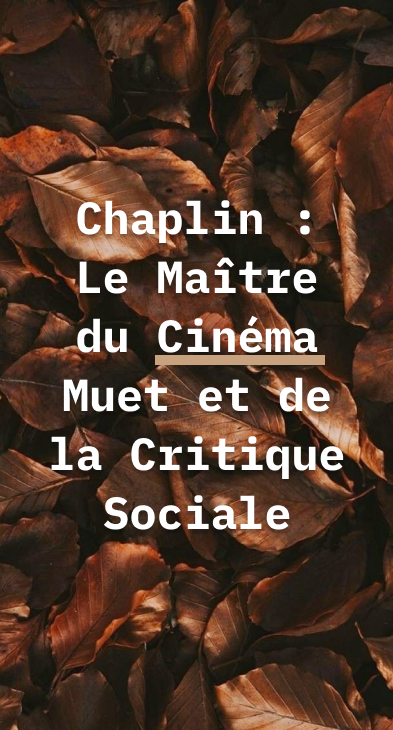 Chaplin :
Le Maître
du Cinéma
Muet et de
la Critique
Sociale